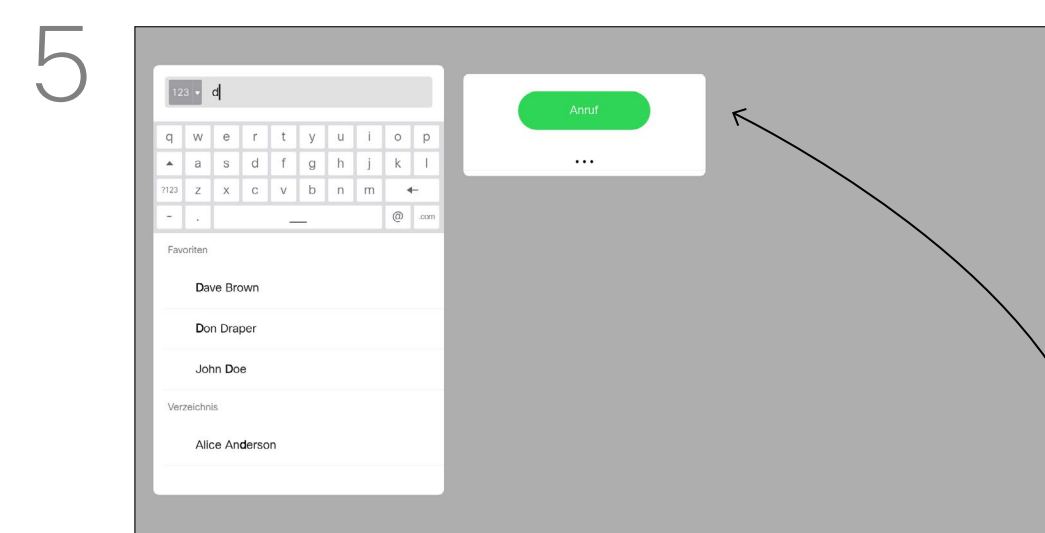 5
123 d
Anruf
q w e r t y u i o p
a s d f g h j k l
...
?123 z x c v b n m
- . @ .com
Favoriten
Dave Brown
Don Draper
John Doe
Verzeichnis
Alice Anderson